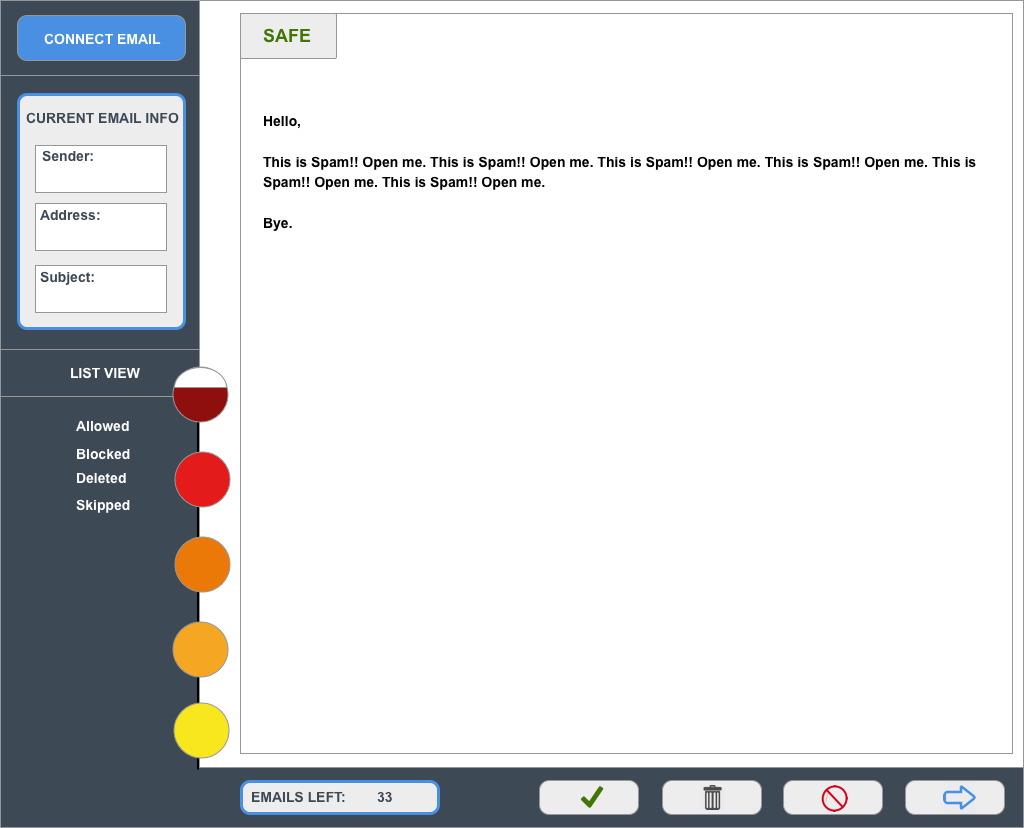 CONNECT EMAIL
CURRENT EMAIL INFO
Sender:
Address:
Subject:
LIST VIEW
Allowed
Blocked
Deleted
Skipped
SAFE
Hello,
This is Spam!! Open me. This is Spam!! Open me. This is Spam!! Open me. This is Spam!! Open me. This is
Spam!! Open me. This is Spam!! Open me.
Bye.
EMAILS LEFT: 33